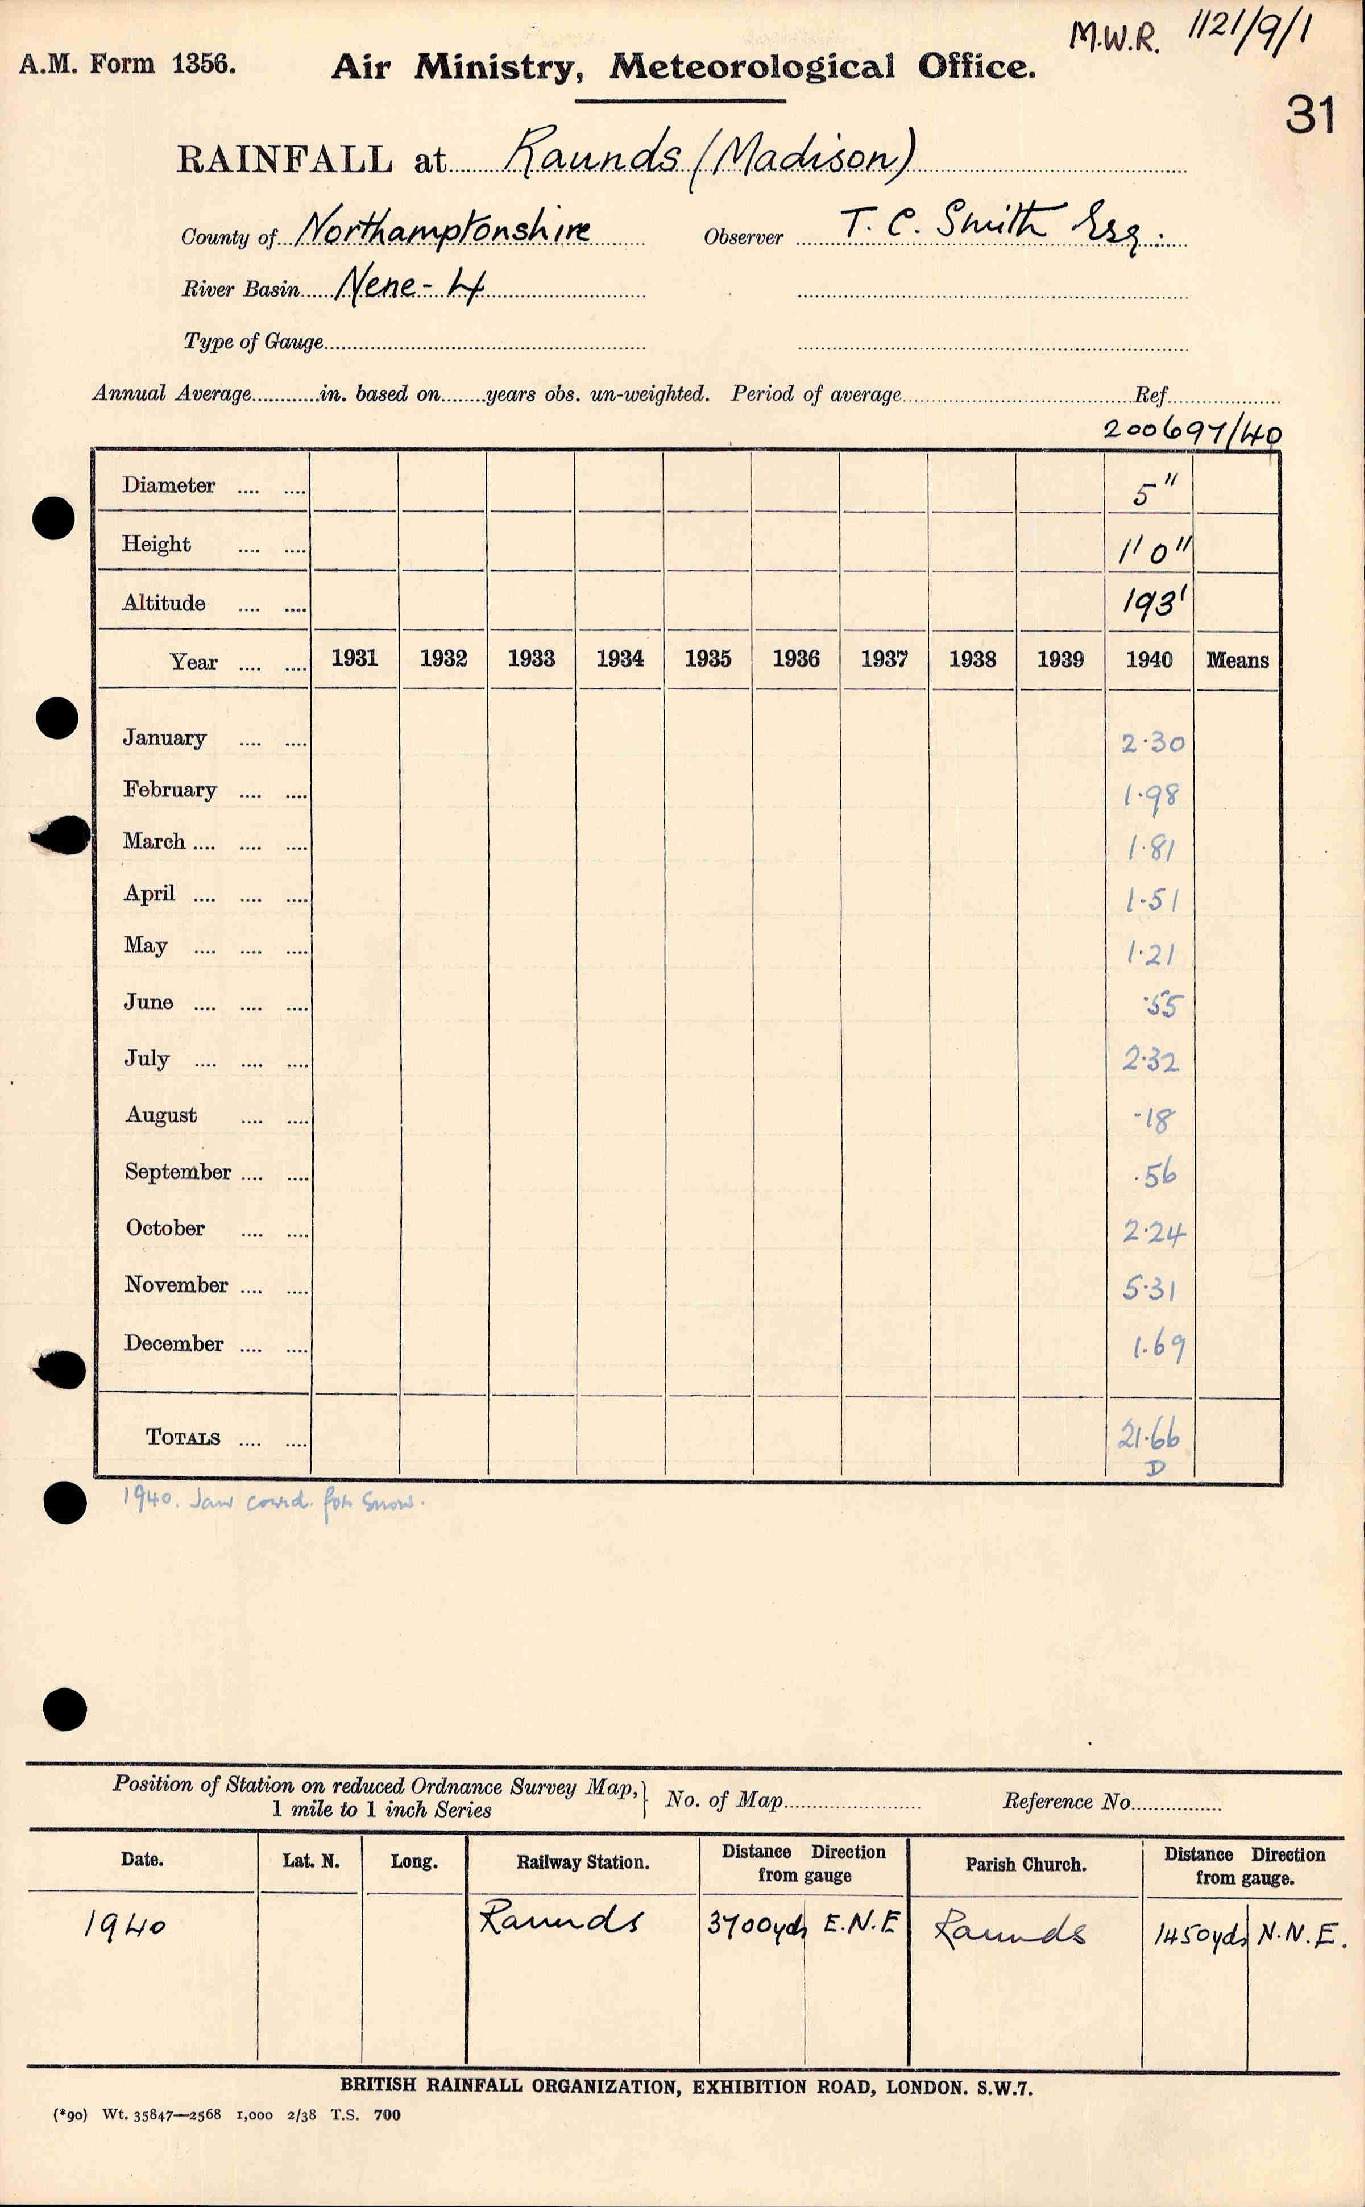 M.W.R. 1121/9/1
A.M. Form 1356. Air Ministry, Meteorological Office.
31
RAINFALL at Raunds (Madison)
County of Northamptonshire Observer T. C. Smith Esq.
River Basin Nene - 4
Type of Gauge
Annual Average in. based on years obs. un-weighted. Period of average Ref.
200697/40
Diameter .... .... 5"
Height .... .... 1' 0"
Altitude .... .... 193'
Year .... .... 1931 1932 1933 1934 1935 1936 1937 1938 1939 1940 Means
January .... .... 2·30
February .... .... 1·98
March .... .... .... 1·81
April .... .... .... 1·51
May .... .... .... 1·21
June .... .... .... ·55
July .... .... .... 2·32
August .... .... ·18
September .... .... ·56
October .... .... 2·24
November .... .... 5·31
December .... .... 1·69
TOTALS .... .... 21·66
D
1940. Jan corrd. for snow.
Position of Station on reduced Ordnance Survey Map, 1 mile to 1 inch Series } No. of Map Reference No.
Date. Lat. N. Long. Railway Station. Distance Direction from gauge Parish Church. Distance Direction from gauge.
1940 Raunds 3700yds E.N.E Raunds 1450yds N.N.E.
BRITISH RAINFALL ORGANIZATION, EXHIBITION ROAD, LONDON. S.W.7.
(*90) Wt. 35847—2568 1,000 2/38 T.S. 700